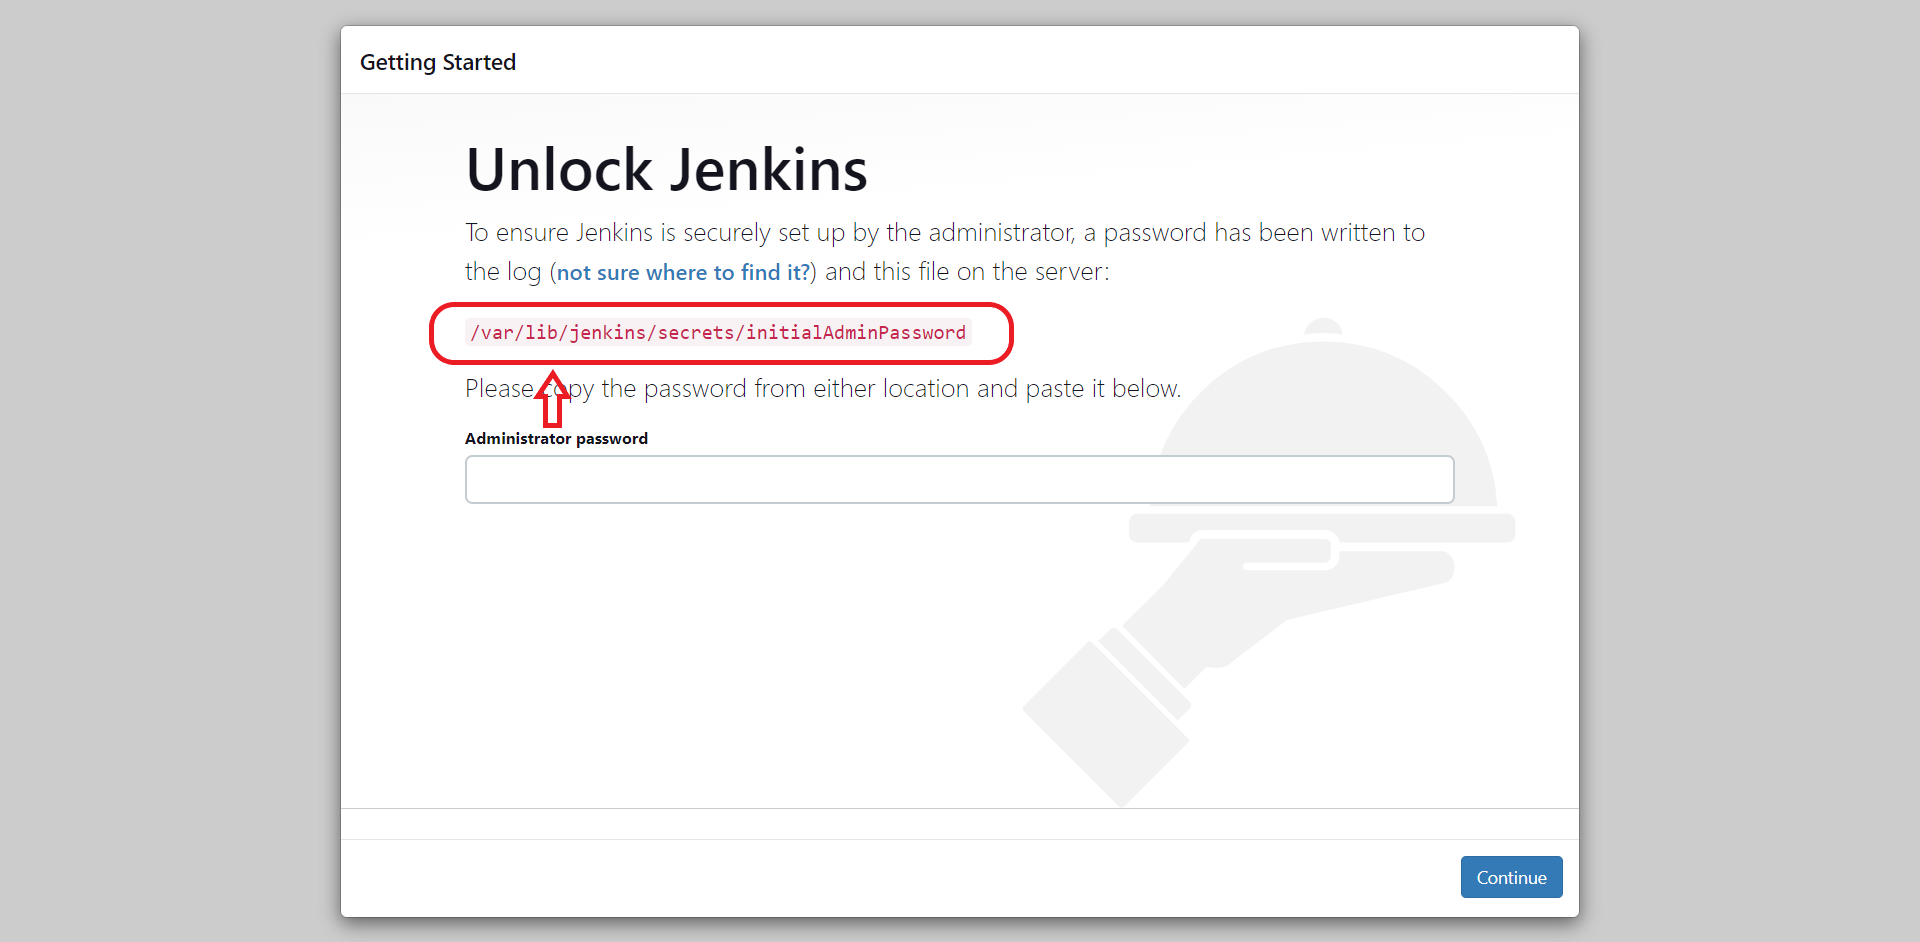 Getting Started
Unlock Jenkins
To ensure Jenkins is securely set up by the administrator, a password has been written to
the log (not sure where to find it?) and this file on the server:
/var/lib/jenkins/secrets/initialAdminPassword
Please copy the password from either location and paste it below.
Administrator password
Continue